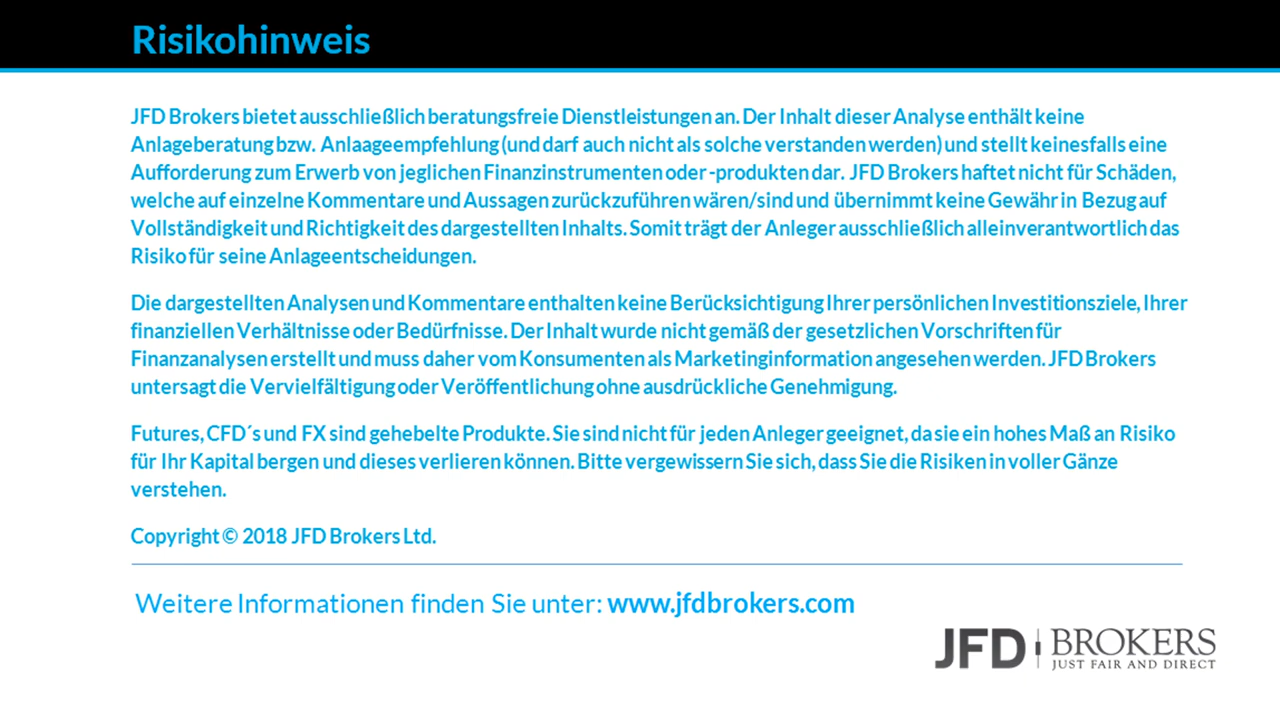 Risikohinweis
JFD Brokers bietet ausschließlich beratungsfreie Dienstleistungen an. Der Inhalt dieser Analyse enthält keine
Anlageberatung bzw. Anlaageempfehlung (und darf auch nicht als solche verstanden werden) und stellt keinesfalls eine
Aufforderung zum Erwerb von jeglichen Finanzinstrumenten oder -produkten dar. JFD Brokers haftet nicht für Schäden,
welche auf einzelne Kommentare und Aussagen zurückzuführen wären/sind und übernimmt keine Gewähr in Bezug auf
Vollständigkeit und Richtigkeit des dargestellten Inhalts. Somit trägt der Anleger ausschließlich alleinverantwortlich das
Risiko für seine Anlageentscheidungen.
Die dargestellten Analysen und Kommentare enthalten keine Berücksichtigung Ihrer persönlichen Investitionsziele, Ihrer
finanziellen Verhältnisse oder Bedürfnisse. Der Inhalt wurde nicht gemäß der gesetzlichen Vorschriften für
Finanzanalysen erstellt und muss daher vom Konsumenten als Marketinginformation angesehen werden. JFD Brokers
untersagt die Vervielfältigung oder Veröffentlichung ohne ausdrückliche Genehmigung.
Futures, CFD´s und FX sind gehebelte Produkte. Sie sind nicht für jeden Anleger geeignet, da sie ein hohes Maß an Risiko
für Ihr Kapital bergen und dieses verlieren können. Bitte vergewissern Sie sich, dass Sie die Risiken in voller Gänze
verstehen.
Copyright © 2018 JFD Brokers Ltd.
Weitere Informationen finden Sie unter: www.jfdbrokers.com
JFD BROKERS
JUST FAIR AND DIRECT